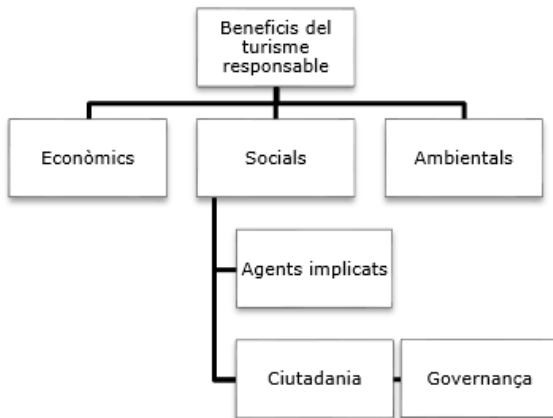 Beneficis del
turisme
responsable
Econòmics
Socials
Ambientals
Agents implicats
Ciutadania
Governança